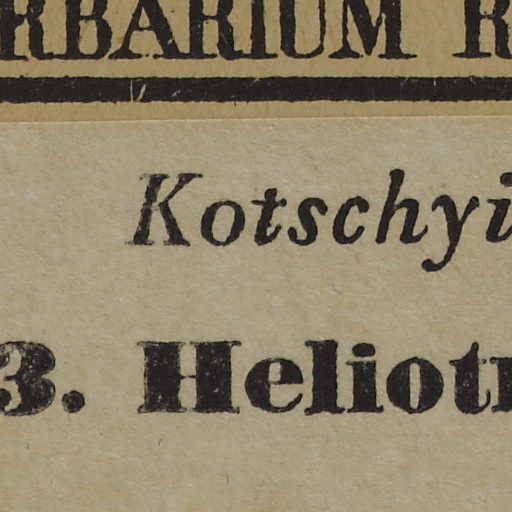 RBARIUM R
Kotschyi
3. Heliotr